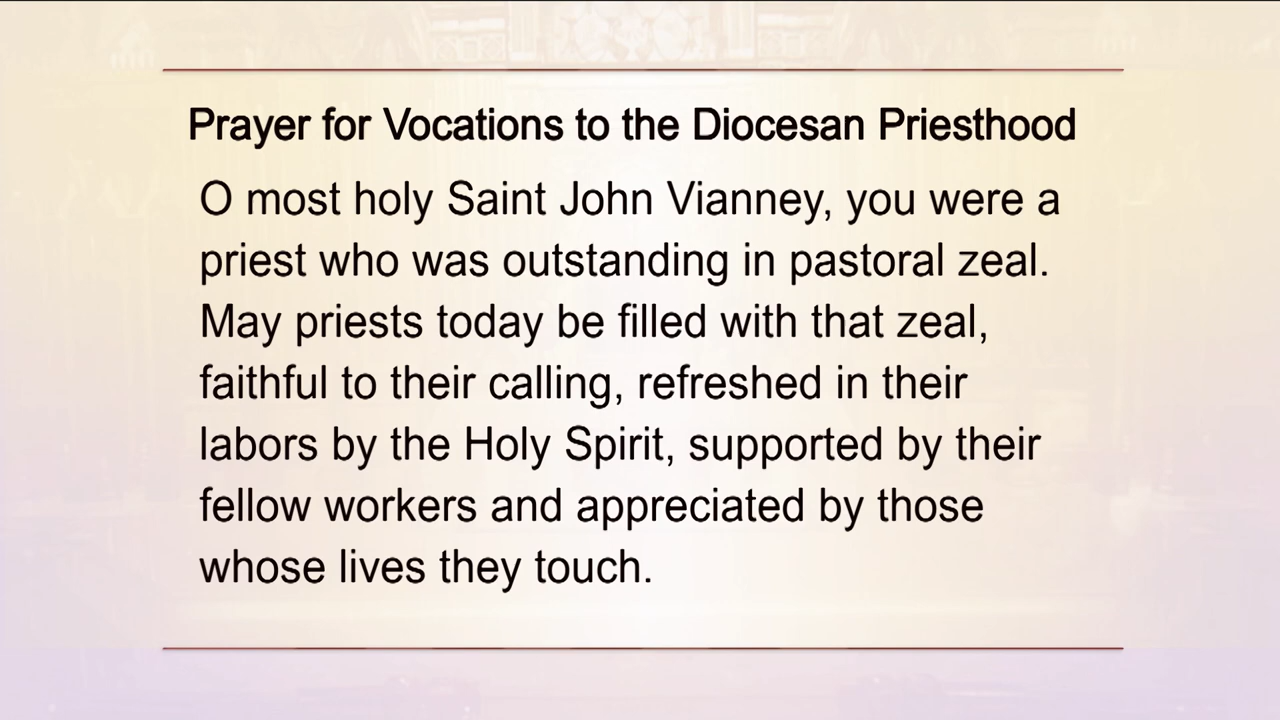 Prayer for Vocations to the Diocesan Priesthood
O most holy Saint John Vianney, you were a
priest who was outstanding in pastoral zeal.
May priests today be filled with that zeal,
faithful to their calling, refreshed in their
labors by the Holy Spirit, supported by their
fellow workers and appreciated by those
whose lives they touch.